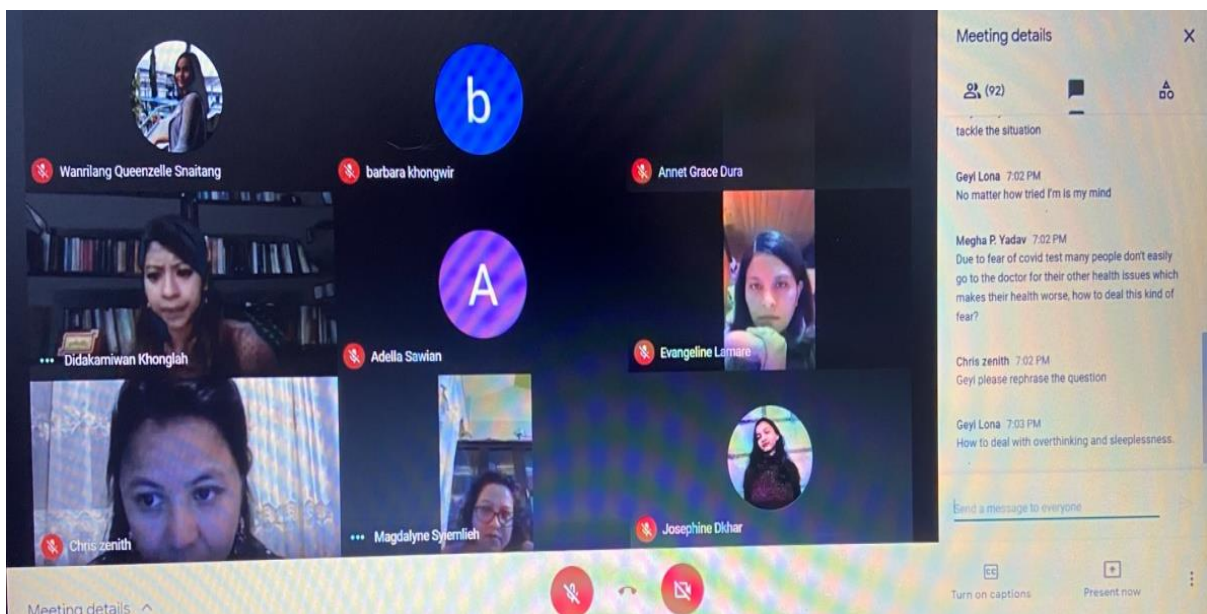 Wanrilang Queenzelle Snaitang
b
barbara khongwir
Annet Grace Dura
Didakamiwan Khonglah
A
Adella Sawian
Evangeline Lamare
Chris zenith
Magdalyne Syiemlieh
Josephine Dkhar
Meeting details
Meeting details
(92)
tackle the situation
Geyi Lona 7:02 PM
No matter how tried I'm is my mind
Megha P. Yadav 7:02 PM
Due to fear of covid test many people don't easily
go to the doctor for their other health issues which
makes their health worse, how to deal this kind of
fear?
Chris zenith 7:02 PM
Geyi please rephrase the question
Geyi Lona 7:03 PM
How to deal with overthinking and sleeplessness.
Send a message to everyone
CC
Turn on captions
Present now